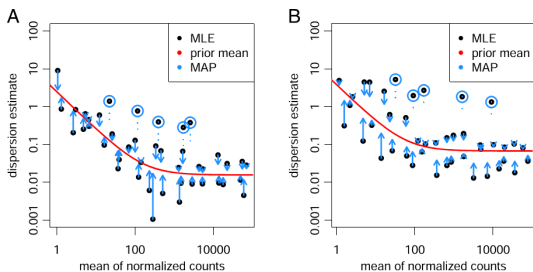 A
dispersion estimate
100
10
1
0.1
0.01
0.001
MLE
prior mean
MAP
1
100
10000
mean of normalized counts
B
dispersion estimate
100
10
1
0.1
0.01
0.001
MLE
prior mean
MAP
1
100
10000
mean of normalized counts